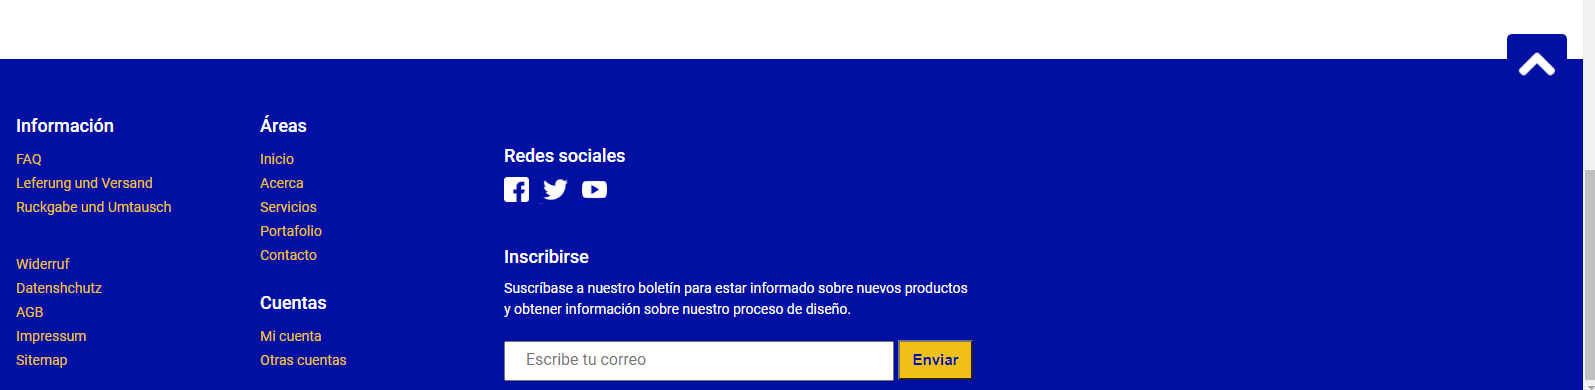 Información
FAQ
Leferung und Versand
Ruckgabe und Umtausch
Widerruf
Datenshchutz
AGB
Impressum
Sitemap
Áreas
Inicio
Acerca
Servicios
Portafolio
Contacto
Cuentas
Mi cuenta
Otras cuentas
Redes sociales
Inscribirse
Suscríbase a nuestro boletín para estar informado sobre nuevos productos
y obtener información sobre nuestro proceso de diseño.
Escribe tu correo
Enviar